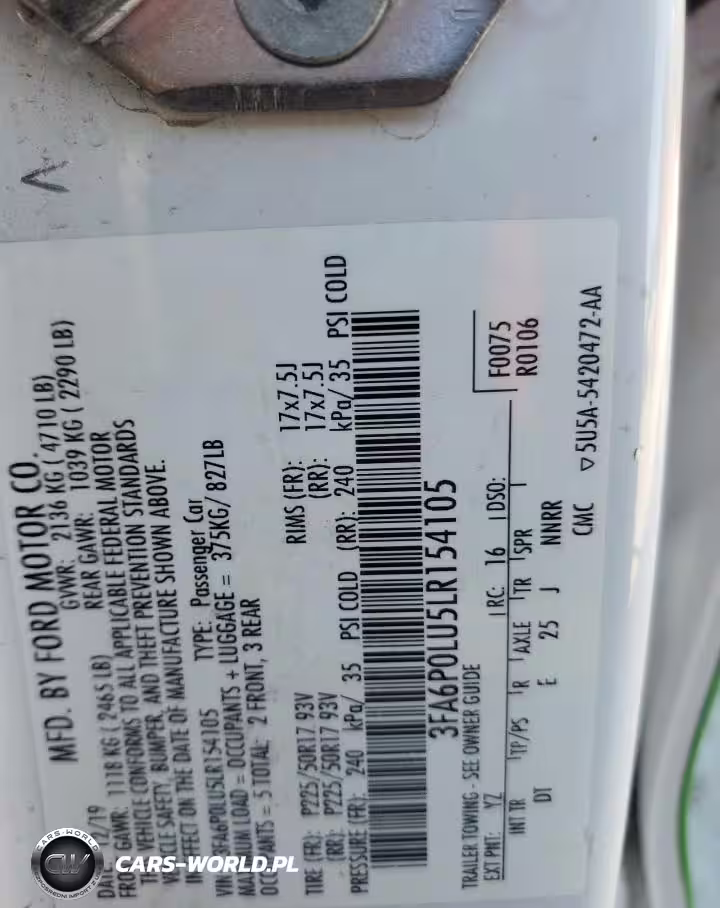 MFD. BY FORD MOTOR CO.
12/19 GVWR: 2136 KG ( 4710 LB)
FRONT GAWR: 1118 KG ( 2465 LB) REAR GAWR: 1039 KG ( 2290 LB)
THIS VEHICLE CONFORMS TO ALL APPLICABLE FEDERAL MOTOR
VEHICLE SAFETY, BUMPER, AND THEFT PREVENTION STANDARDS
IN EFFECT ON THE DATE OF MANUFACTURE SHOWN ABOVE.
VIN: 3FA6P0LU5LR154105 TYPE: Passenger Car
MAXIMUM LOAD = OCCUPANTS + LUGGAGE = 375KG/ 827LB
OCCUPANTS = 5 TOTAL: 2 FRONT, 3 REAR
TIRE (FR): P225/50R17 93V RIMS (FR): 17x7.5J
(RR): P225/50R17 93V (RR): 17x7.5J
PRESSURE (FR): 240 kPa/ 35 PSI COLD (RR): 240 kPa/ 35 PSI COLD
3FA6P0LU5LR154105
TRAILER TOWING - SEE OWNER GUIDE
F0075
R0106
EXT PNT: YZ RC: 16 DSO:
INT TR TP/PS R AXLE TR SPR
DT E 25 J NNRR
CMC ▽5U5A-5420472-AA
CARS-WORLD
CW
CARS-WORLD.PL